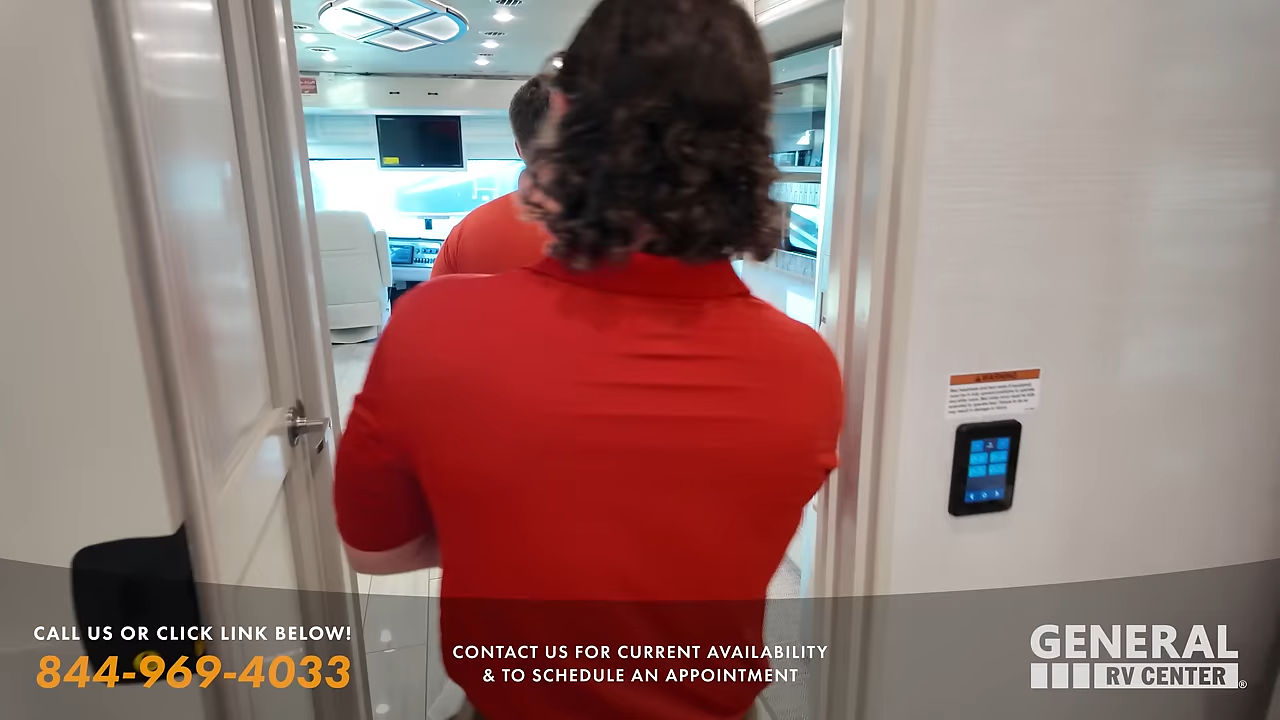 WARNING
CALL US OR CLICK LINK BELOW!
844-969-4033
CONTACT US FOR CURRENT AVAILABILITY
& TO SCHEDULE AN APPOINTMENT
GENERAL
RV CENTER®